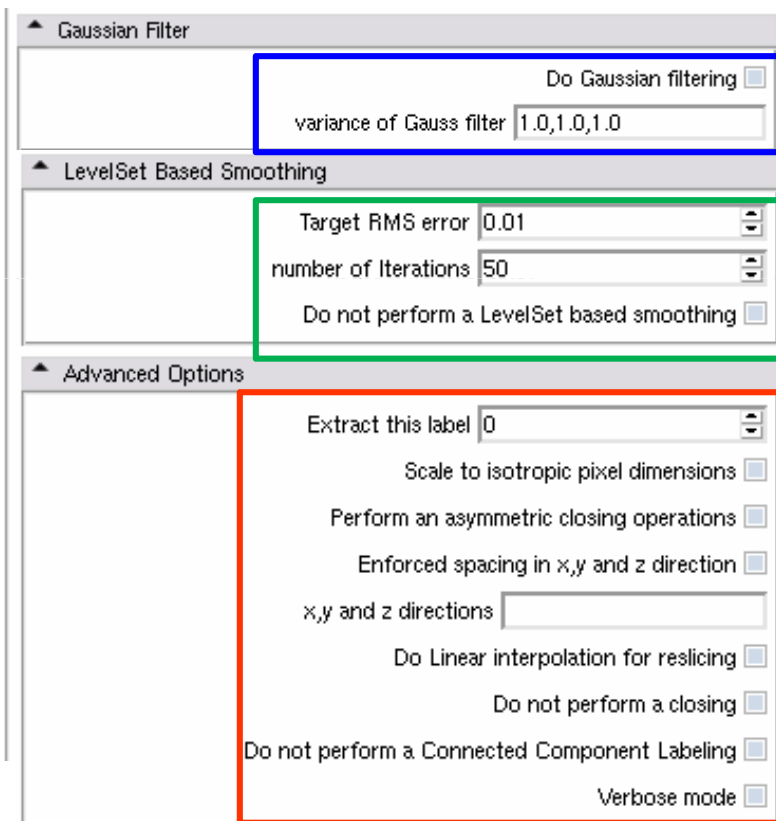 Gaussian Filter
Do Gaussian filtering
variance of Gauss filter 1.0,1.0,1.0
LevelSet Based Smoothing
Target RMS error 0.01
number of Iterations 50
Do not perform a LevelSet based smoothing
Advanced Options
Extract this label 0
Scale to isotropic pixel dimensions
Perform an asymmetric closing operations
Enforced spacing in x,y and z direction
x,y and z directions
Do Linear interpolation for reslicing
Do not perform a closing
Do not perform a Connected Component Labeling
Verbose mode